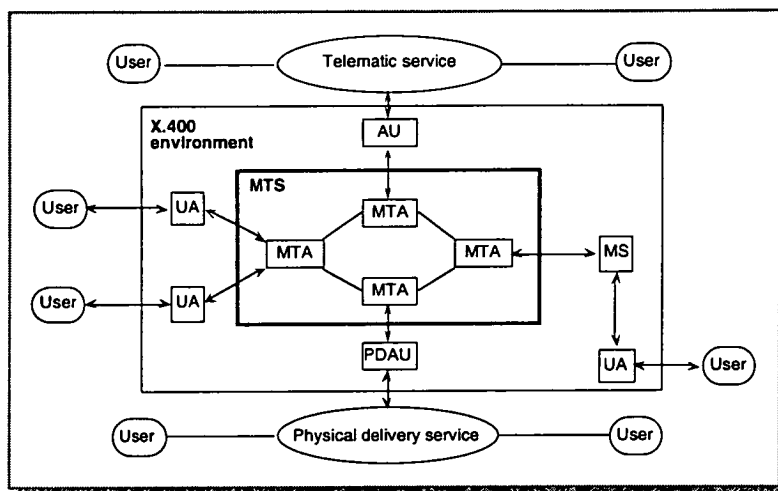 User
Telematic service
User
X.400
environment
AU
MTS
User
UA
MTA
MTA
MTA
MS
User
UA
MTA
PDAU
UA
User
User
Physical delivery service
User